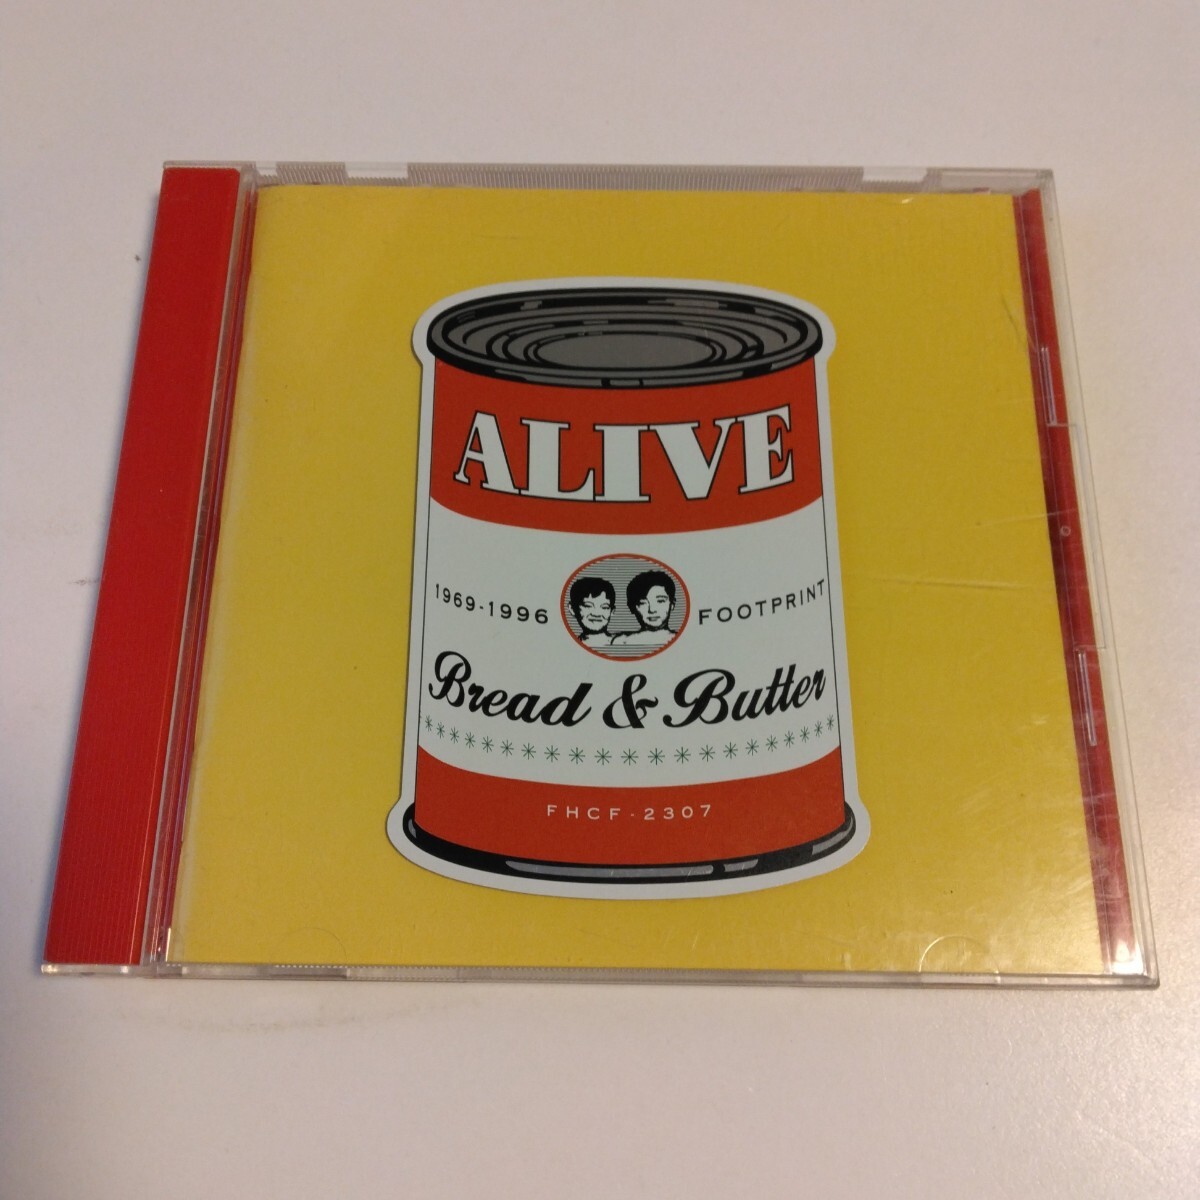 ALIVE
1969-1996 FOOTPRINT
Bread & Butter
FHCF-2307